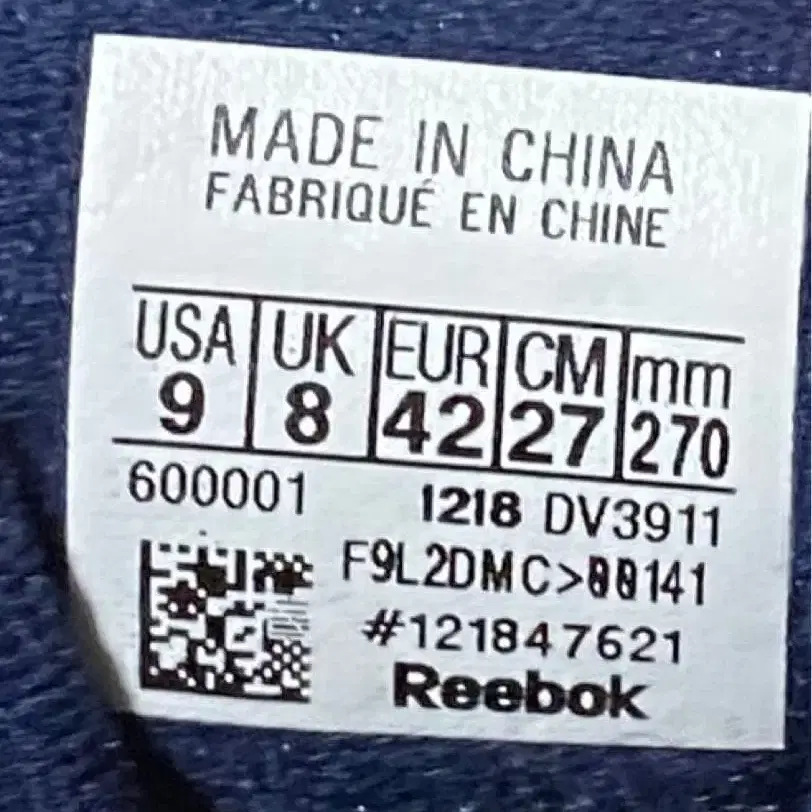 MADE IN CHINA
FABRIQUÉ EN CHINE
USA UK EUR CM mm
9 8 42 27 270
600001 1218 DV3911
F9L2DMC>00141
#121847621
Reebok